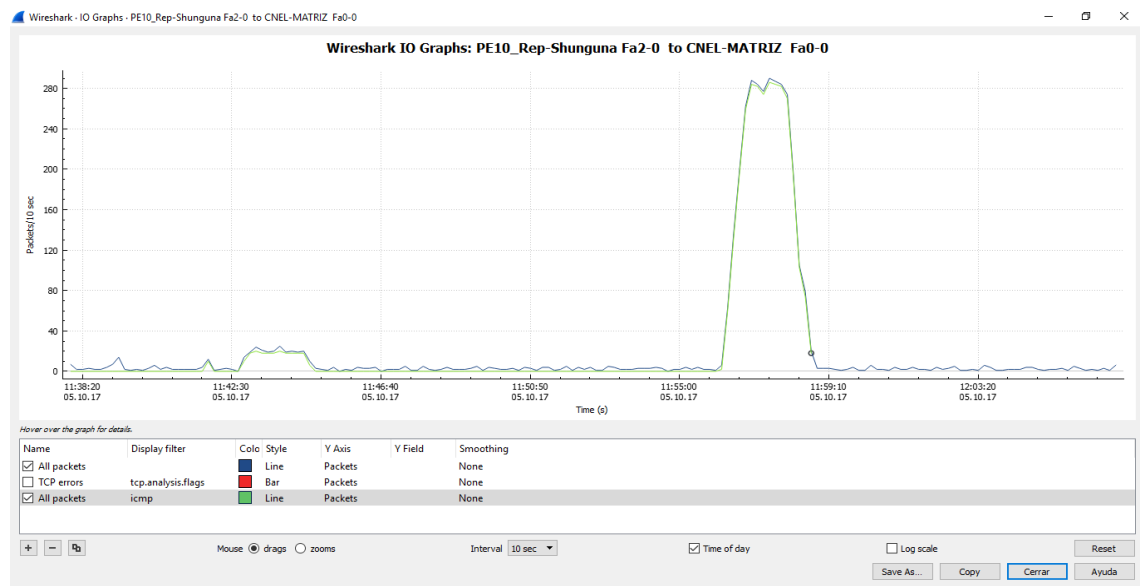 Wireshark · IO Graphs · PE10_Rep-Shunguna Fa2-0 to CNEL-MATRIZ Fa0-0
Wireshark IO Graphs: PE10_Rep-Shunguna Fa2-0 to CNEL-MATRIZ Fa0-0
Packets/10 sec
280
240
200
160
120
80
40
0
11:38:20 11:42:30 11:46:40 11:50:50 11:55:00 11:59:10 12:03:20
05.10.17 05.10.17 05.10.17 05.10.17 05.10.17 05.10.17 05.10.17
Time (s)
Hover over the graph for details.
Name Display filter Colo Style Y Axis Y Field Smoothing
All packets Line Packets None
TCP errors tcp.analysis.flags Bar Packets None
All packets icmp Line Packets None
+ − Mouse drags zooms Interval 10 sec Time of day Log scale Reset
Save As... Copy Cerrar Ayuda